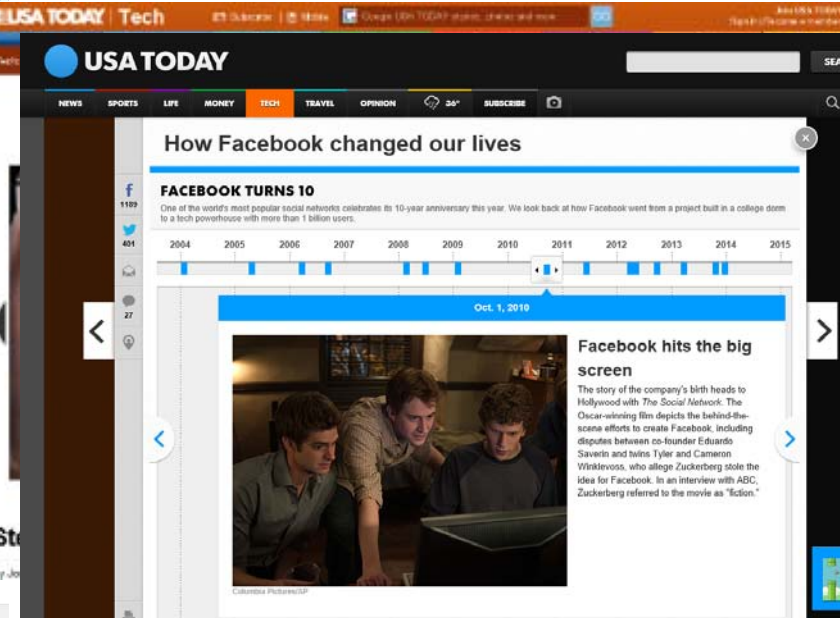 USA TODAY Tech
USA TODAY
SEA
NEWS SPORTS LIFE MONEY TECH TRAVEL OPINION 36° SUBSCRIBE
How Facebook changed our lives
FACEBOOK TURNS 10
One of the world's most popular social networks celebrates its 10-year anniversary this year. We look back at how Facebook went from a project built in a college dorm
to a tech powerhouse with more than 1 billion users.
1189
401
27
2004 2005 2006 2007 2008 2009 2010 2011 2012 2013 2014 2015
Oct. 1, 2010
Facebook hits the big
screen
The story of the company's birth heads to
Hollywood with The Social Network. The
Oscar-winning film depicts the behind-the-
scene efforts to create Facebook, including
disputes between co-founder Eduardo
Saverin and twins Tyler and Cameron
Winklevoss, who allege Zuckerberg stole the
idea for Facebook. In an interview with ABC,
Zuckerberg referred to the movie as "fiction."
Columbia Pictures/AP